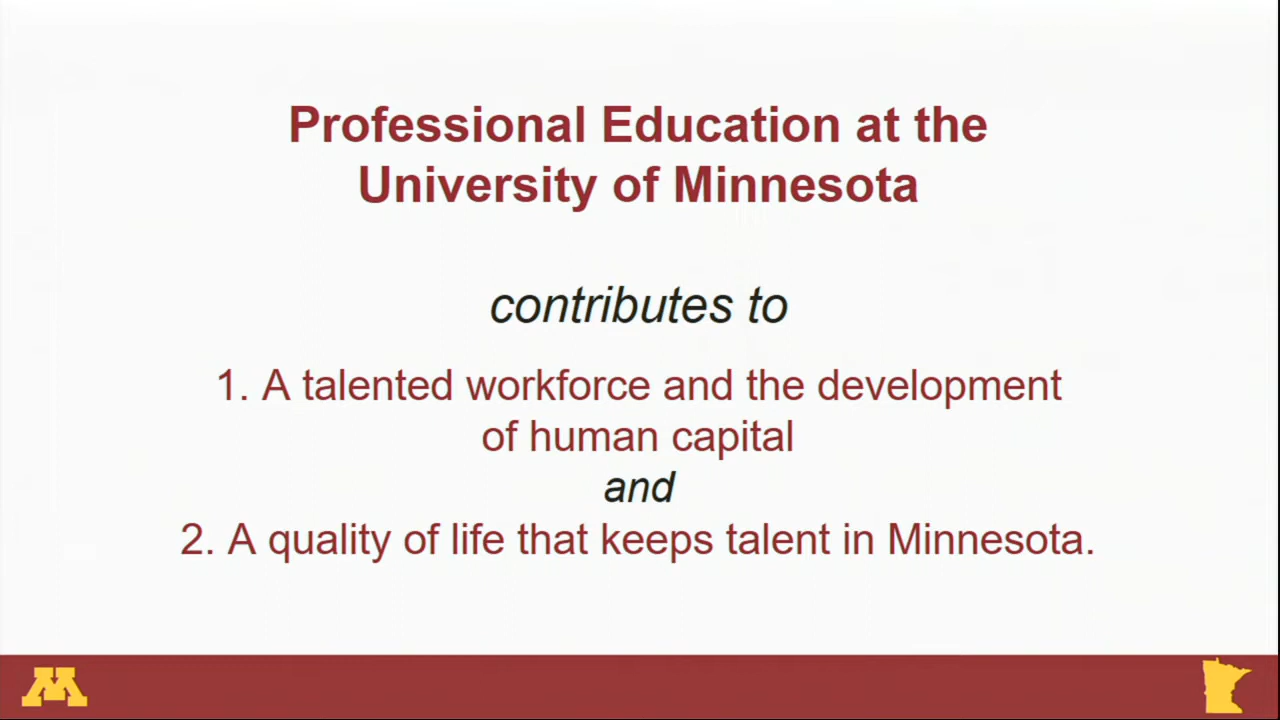 Professional Education at the
University of Minnesota
contributes to
1. A talented workforce and the development
of human capital
and
2. A quality of life that keeps talent in Minnesota.
M